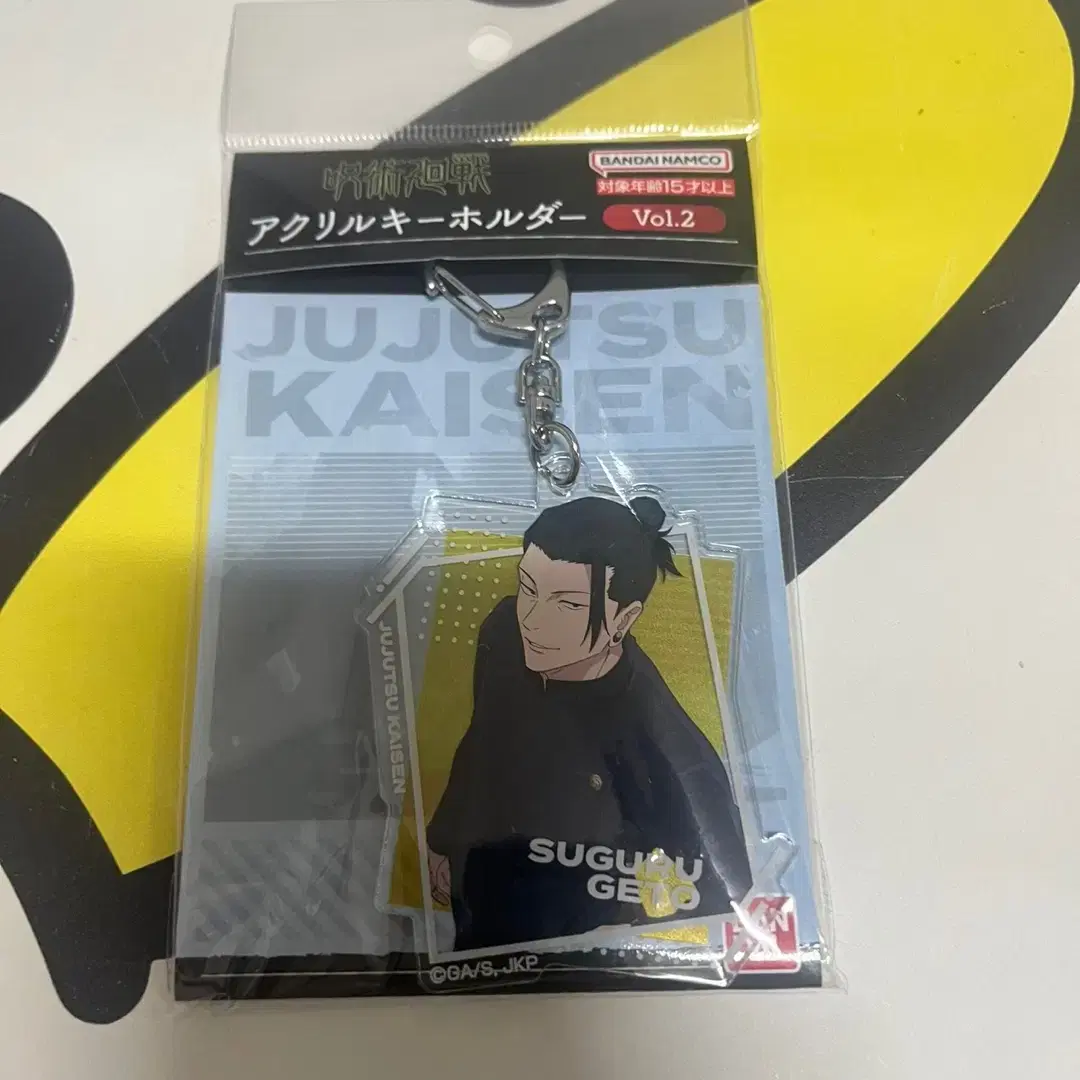 呪術廻戦
BANDAI NAMCO
対象年齢15才以上
アクリルキーホルダー
Vol.2
JUJUTSU
KAISEN
JUJUTSU KAISEN
SUGURU
GETO
©GA/S, JKP